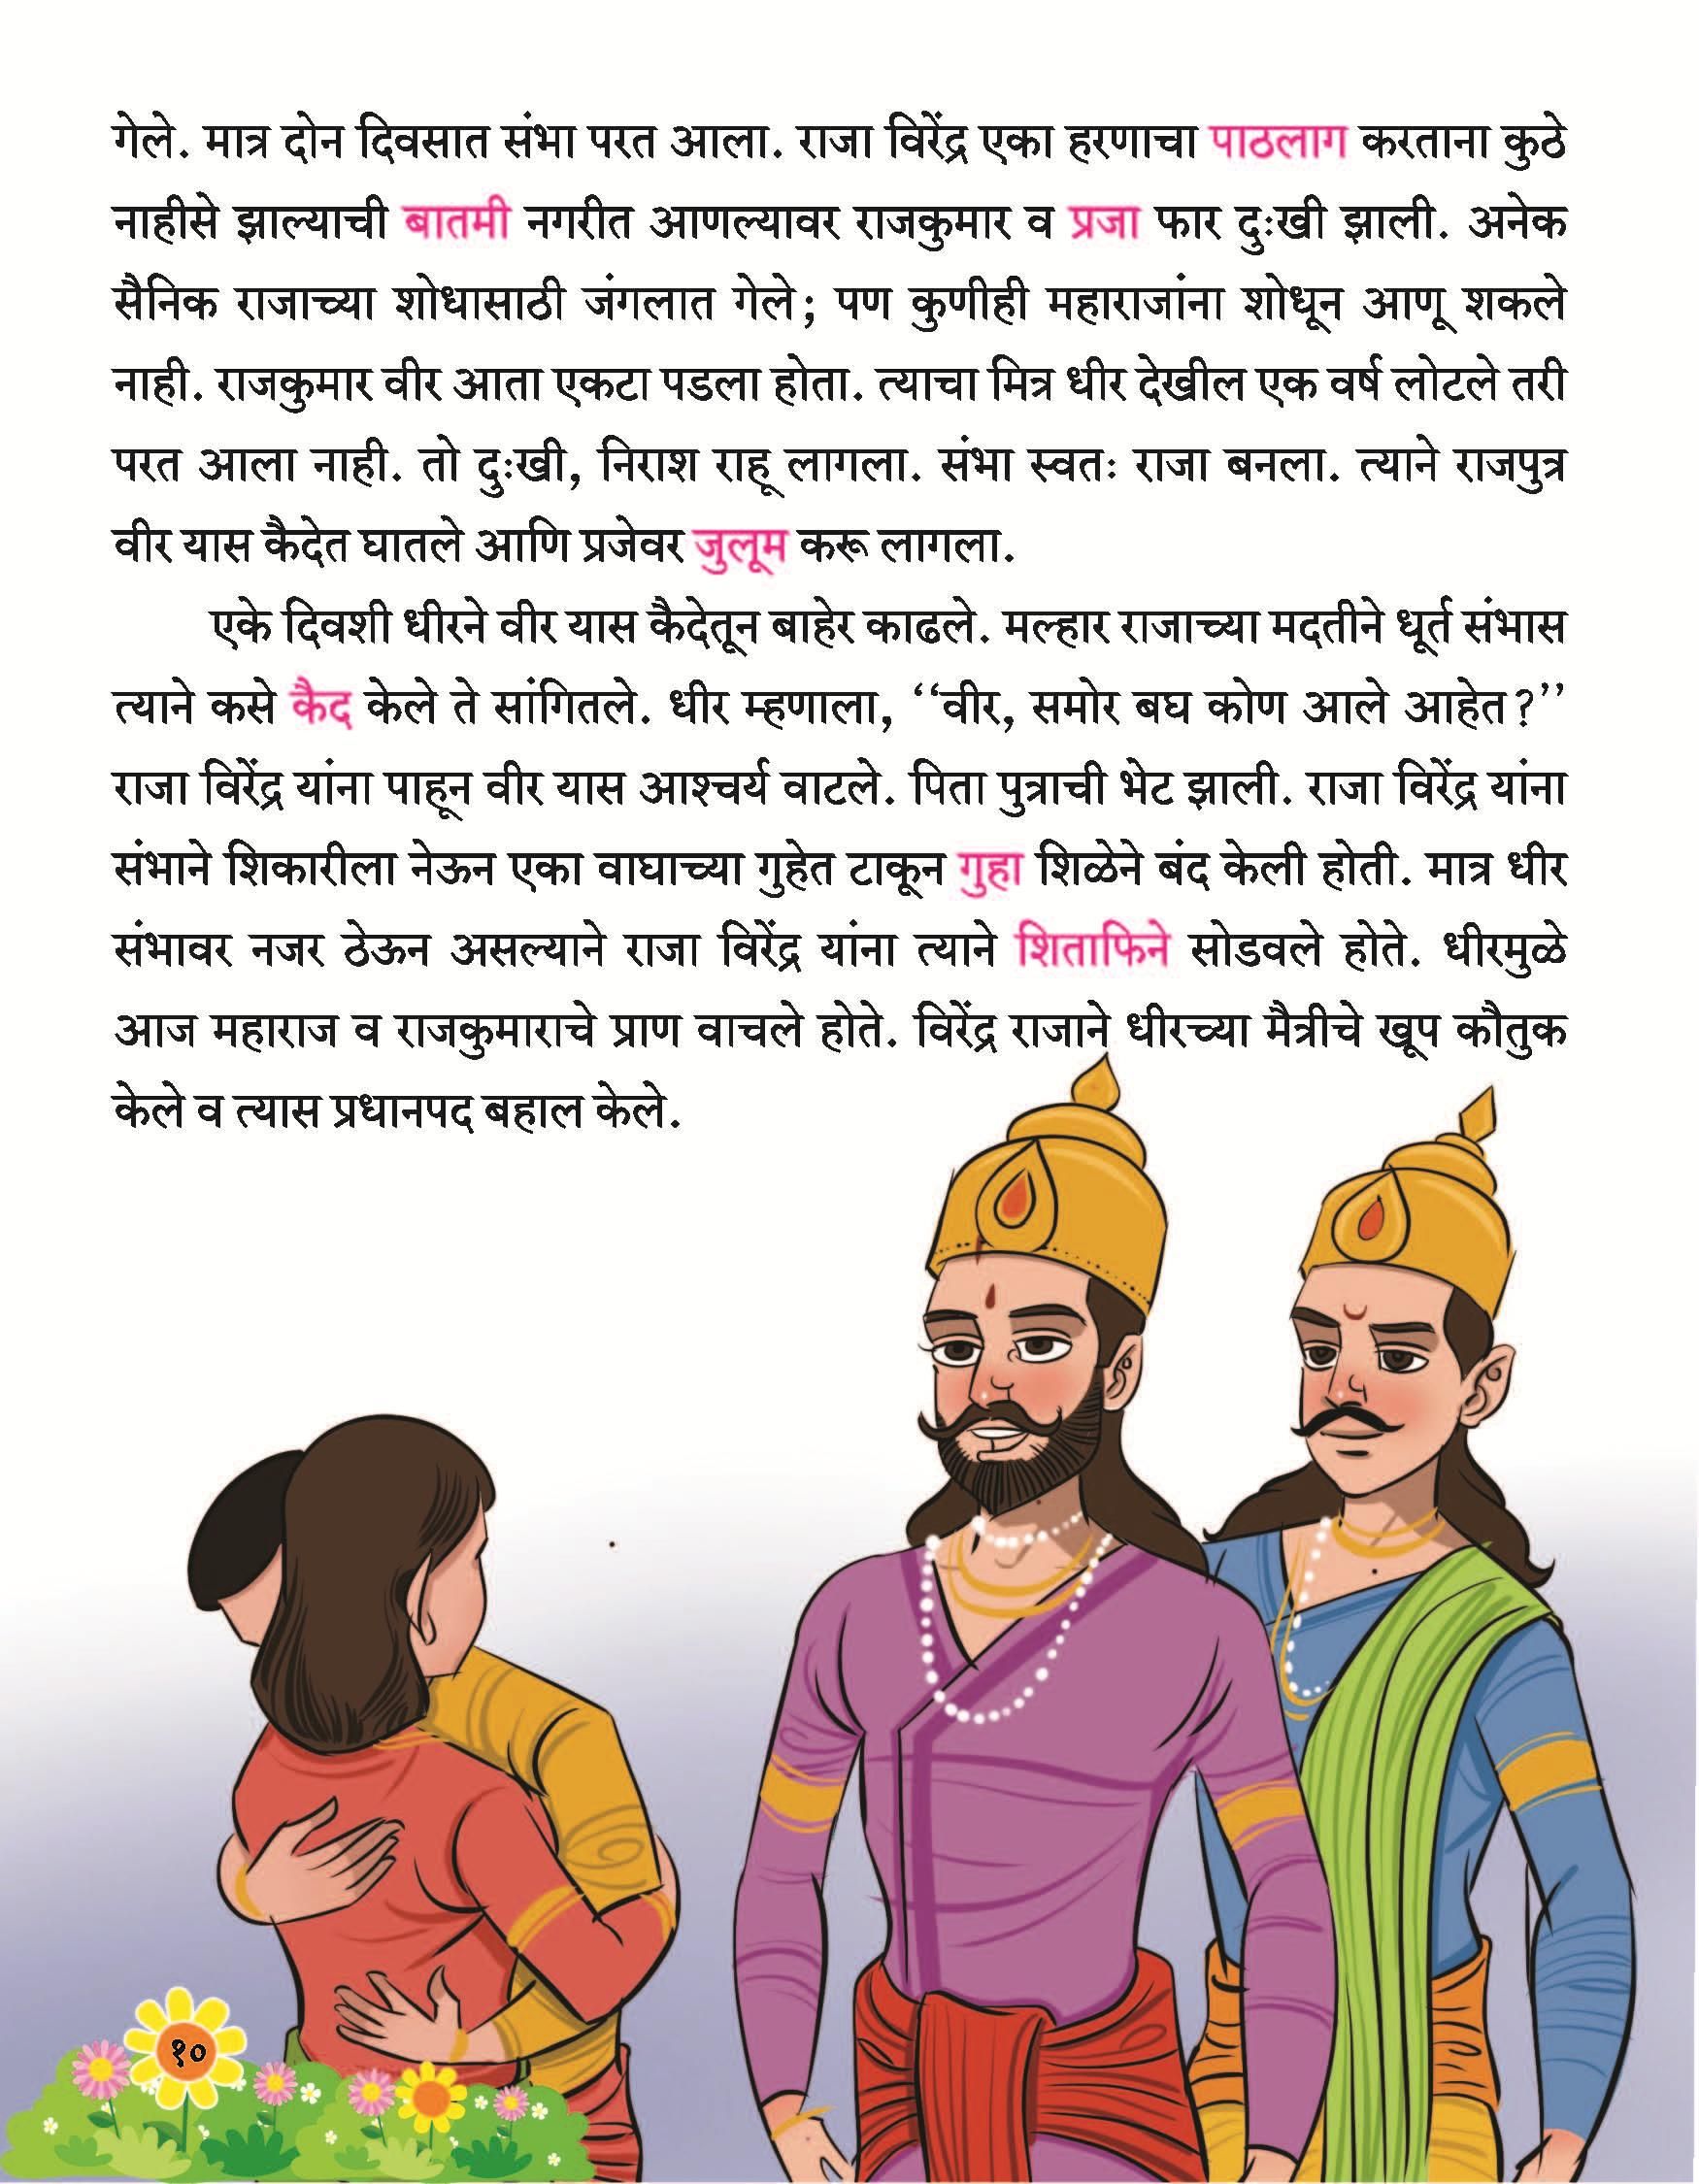 गेले. मात्र दोन दिवसात संभा परत आला. राजा विरेंद्र एका हरणाचा पाठलाग करताना कुठे
नाहीसे झाल्याची बातमी नगरीत आणल्यावर राजकुमार व प्रजा फार दुःखी झाली. अनेक
सैनिक राजाच्या शोधासाठी जंगलात गेले; पण कुणीही महाराजांना शोधून आणू शकले
नाही. राजकुमार वीर आता एकटा पडला होता. त्याचा मित्र धीर देखील एक वर्ष लोटले तरी
परत आला नाही. तो दुःखी, निराश राहू लागला. संभा स्वतः राजा बनला. त्याने राजपुत्र
वीर यास कैदेत घातले आणि प्रजेवर जुलूम करू लागला.
एके दिवशी धीरने वीर यास कैदेतून बाहेर काढले. मल्हार राजाच्या मदतीने धूर्त संभास
त्याने कसे कैद केले ते सांगितले. धीर म्हणाला, ‘‘वीर, समोर बघ कोण आले आहेत?’’
राजा विरेंद्र यांना पाहून वीर यास आश्चर्य वाटले. पिता पुत्राची भेट झाली. राजा विरेंद्र यांना
संभाने शिकारीला नेऊन एका वाघाच्या गुहेत टाकून गुहा शिळेने बंद केली होती. मात्र धीर
संभावर नजर ठेऊन असल्याने राजा विरेंद्र यांना त्याने शिताफिने सोडवले होते. धीरमुळे
आज महाराज व राजकुमाराचे प्राण वाचले होते. विरेंद्र राजाने धीरच्या मैत्रीचे खूप कौतुक
केले व त्यास प्रधानपद बहाल केले.
१०